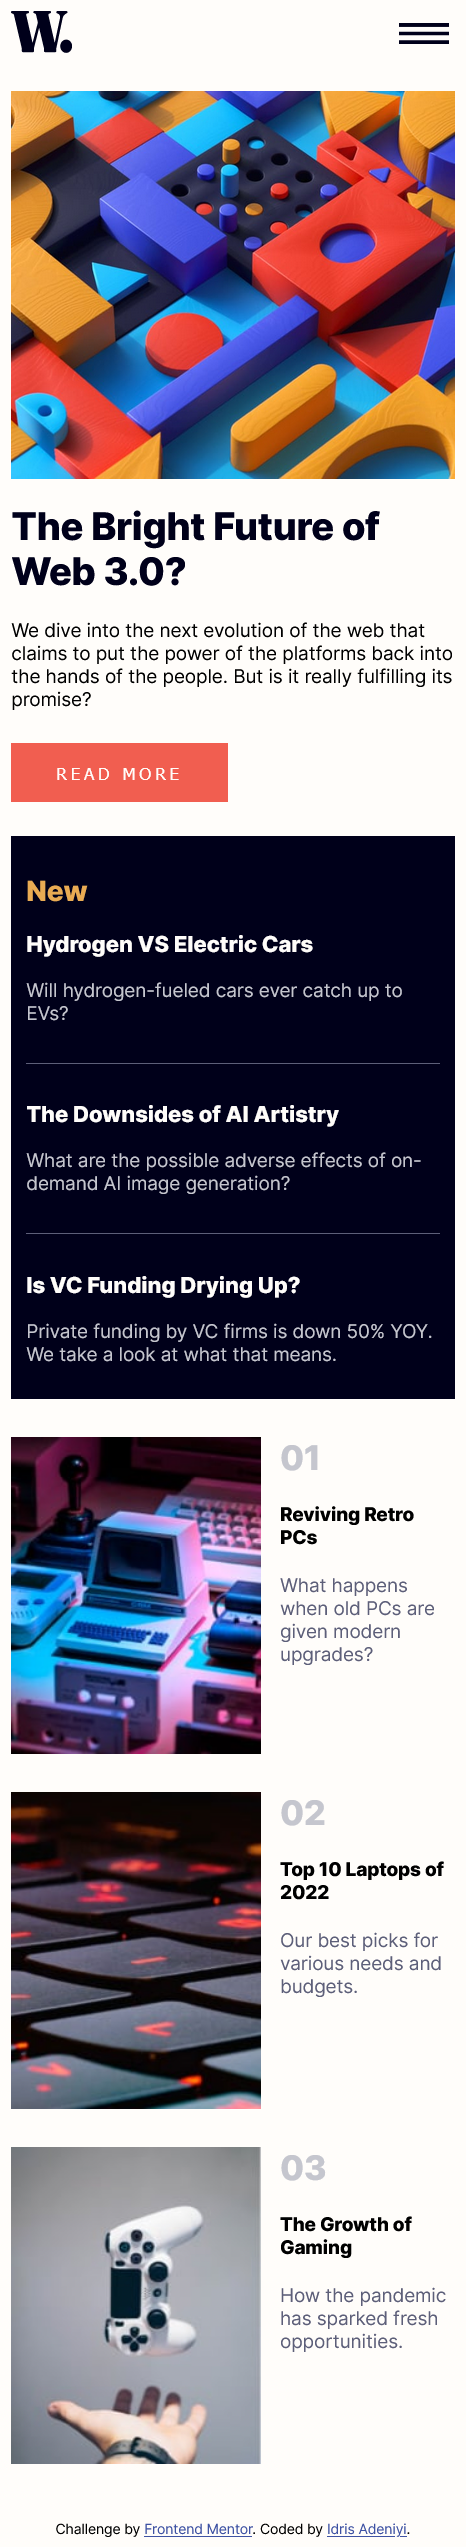 W.
The Bright Future of
Web 3.0?
We dive into the next evolution of the web that
claims to put the power of the platforms back into
the hands of the people. But is it really fulfilling its
promise?
READ MORE
New
Hydrogen VS Electric Cars
Will hydrogen-fueled cars ever catch up to
EVs?
The Downsides of AI Artistry
What are the possible adverse effects of on-
demand AI image generation?
Is VC Funding Drying Up?
Private funding by VC firms is down 50% YOY.
We take a look at what that means.
01
Reviving Retro
PCs
What happens
when old PCs are
given modern
upgrades?
02
Top 10 Laptops of
2022
Our best picks for
various needs and
budgets.
03
The Growth of
Gaming
How the pandemic
has sparked fresh
opportunities.
Challenge by Frontend Mentor. Coded by Idris Adeniyi.